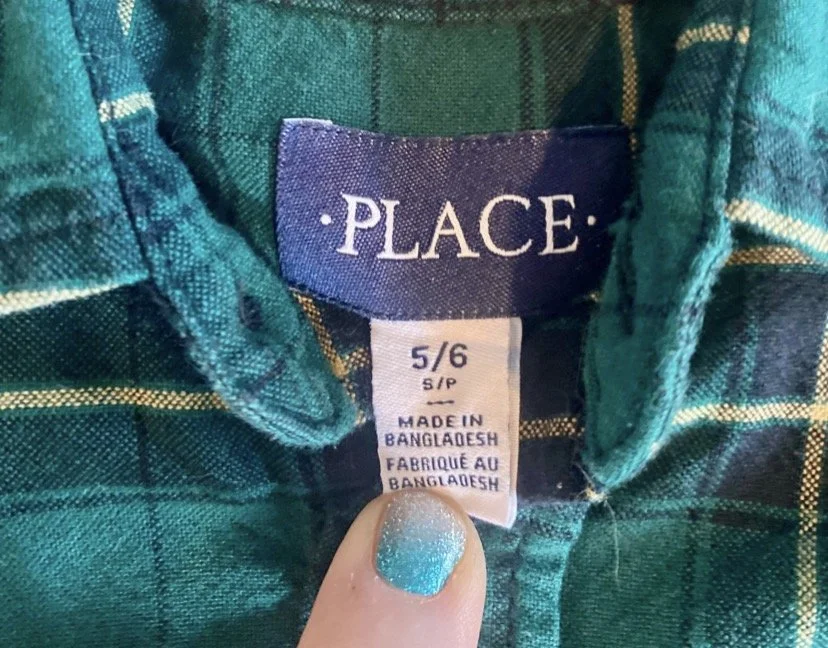 ·PLACE·
5/6
S/P
—
MADE IN
BANGLADESH
FABRIQUÉ AU
BANGLADESH